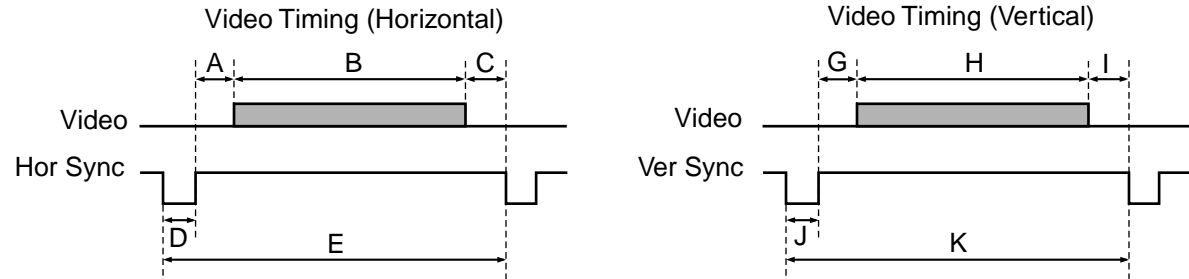 Video Timing (Horizontal)
A B C
Video
Hor Sync
D
E
Video Timing (Vertical)
G H I
Video
Ver Sync
J
K